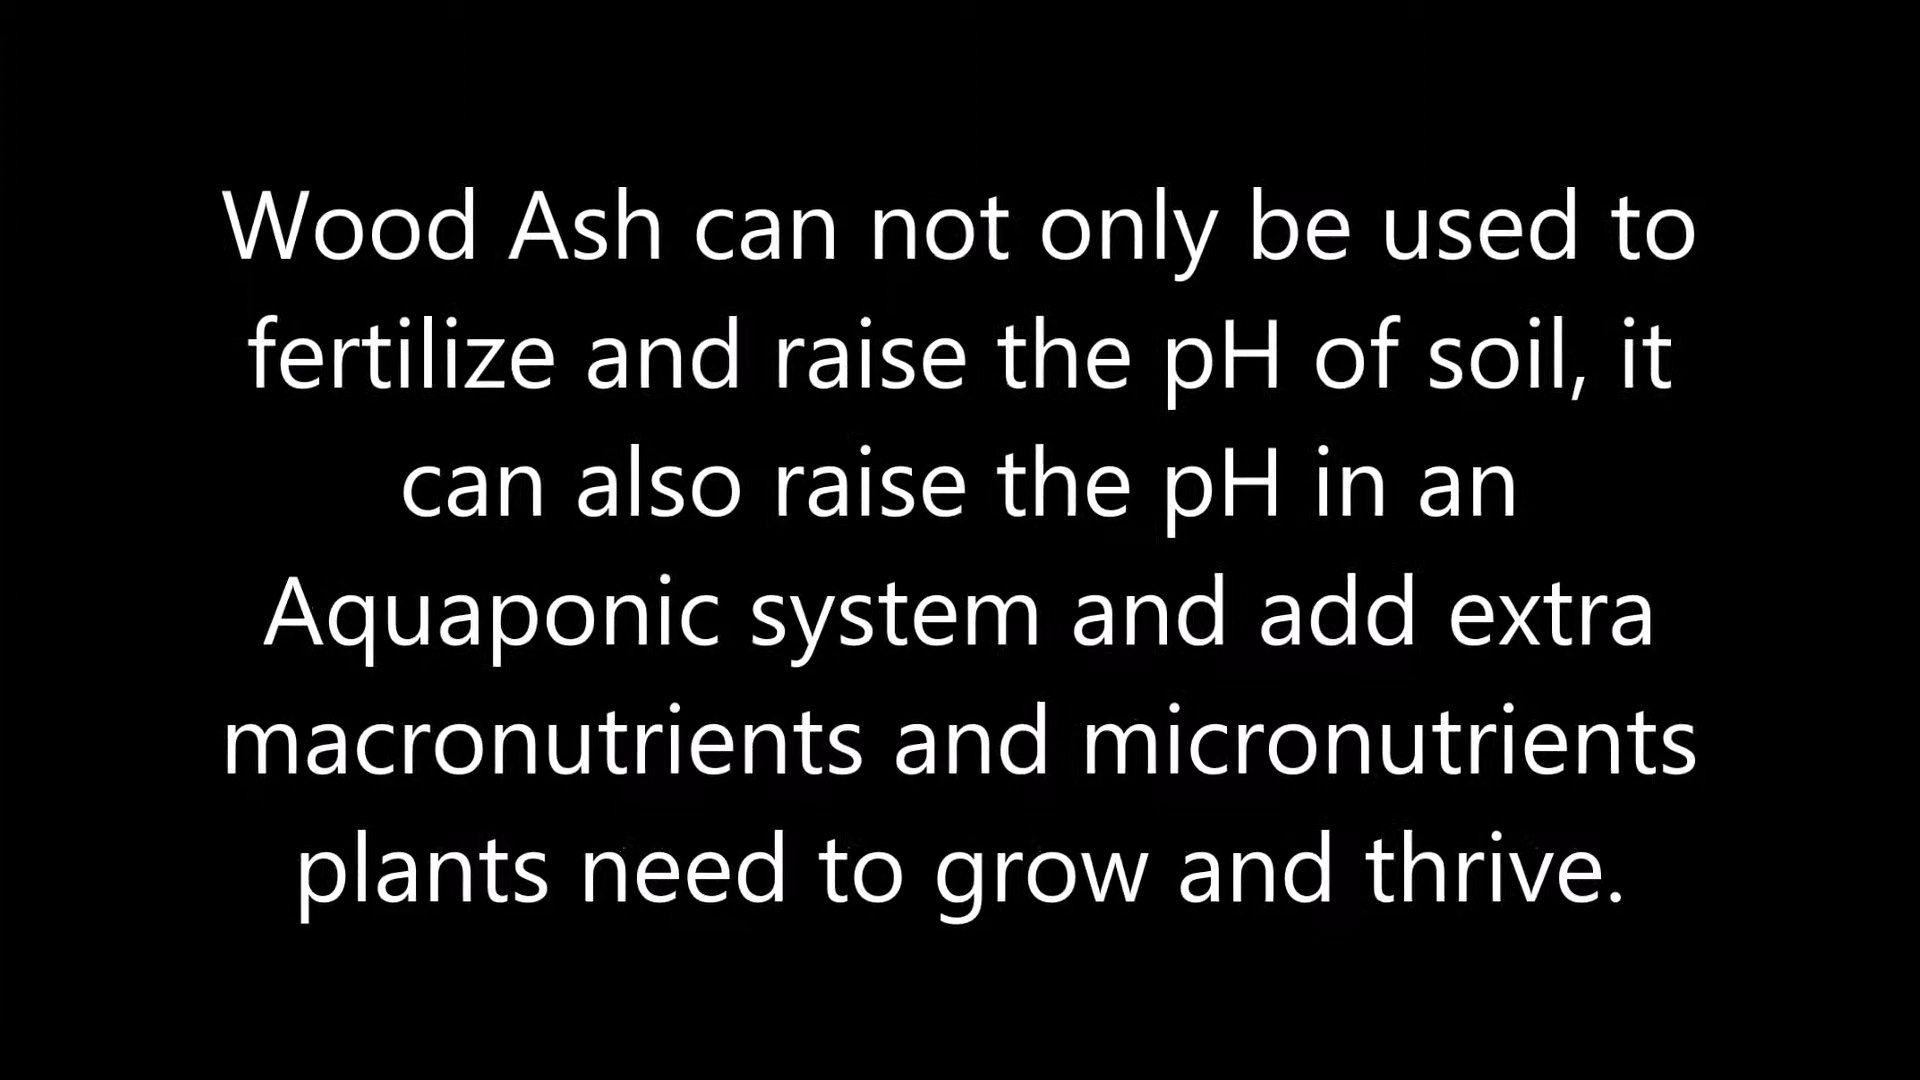 Wood Ash can not only be used to
fertilize and raise the pH of soil, it
can also raise the pH in an
Aquaponic system and add extra
macronutrients and micronutrients
plants need to grow and thrive.